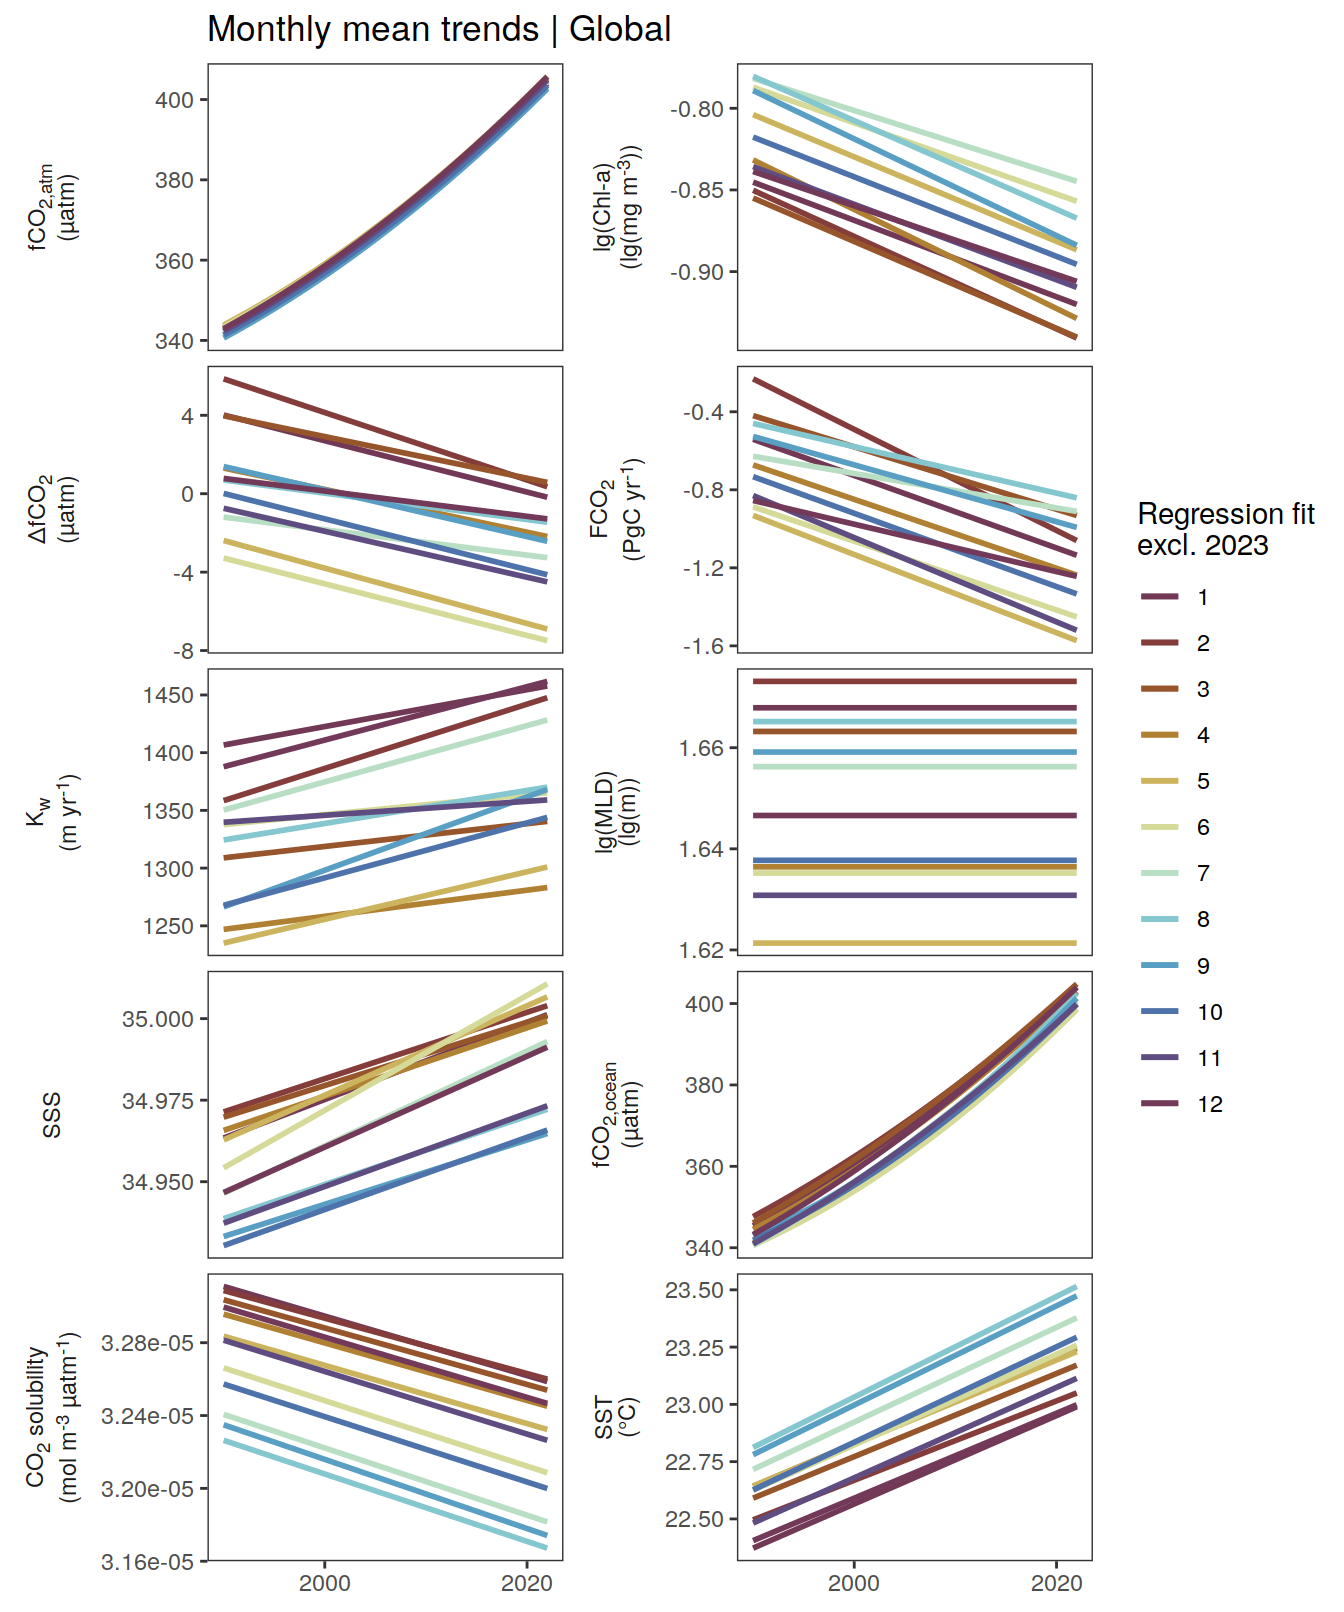 Monthly mean trends | Global
fCO2,atm
(µatm)
400
380
360
340
lg(Chl-a)
(lg(mg m-3))
-0.80
-0.85
-0.90
ΔfCO2
(µatm)
4
0
-4
-8
FCO2
(PgC yr-1)
-0.4
-0.8
-1.2
-1.6
Kw
(m yr-1)
1450
1400
1350
1300
1250
lg(MLD)
(lg(m))
1.66
1.64
1.62
SSS
35.000
34.975
34.950
fCO2,ocean
(µatm)
400
380
360
340
CO2 solubility
(mol m-3 µatm-1)
3.28e-05
3.24e-05
3.20e-05
3.16e-05
2000 2020
SST
(°C)
23.50
23.25
23.00
22.75
22.50
2000 2020
Regression fit
excl. 2023
1
2
3
4
5
6
7
8
9
10
11
12